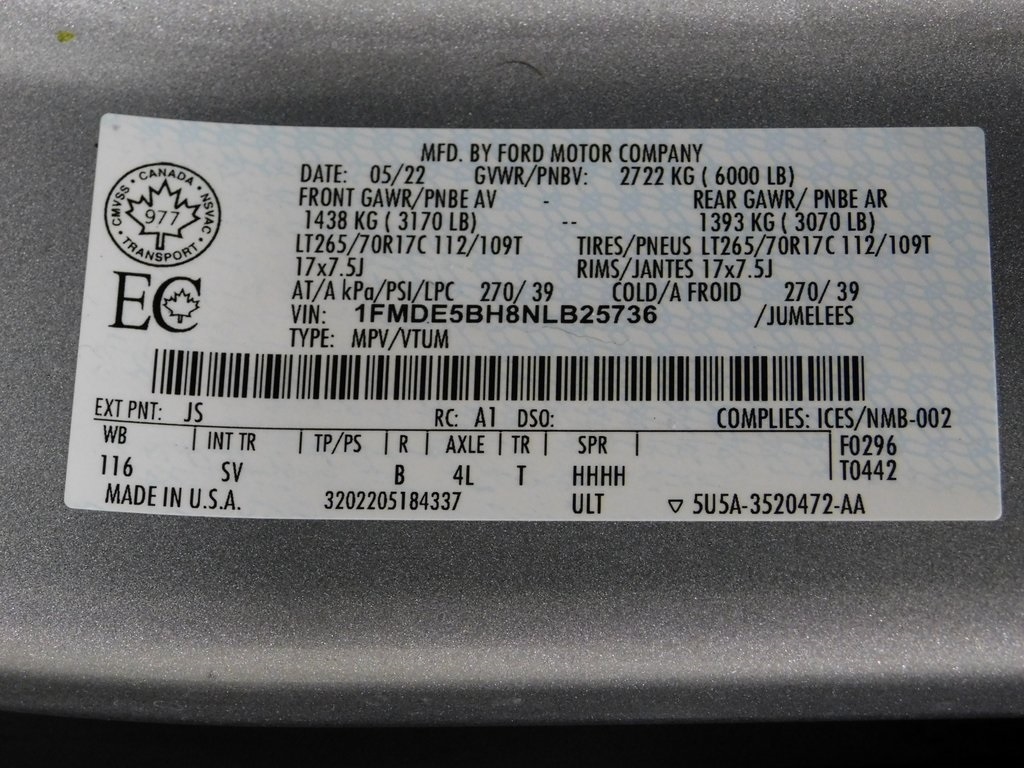 MFD. BY FORD MOTOR COMPANY
DATE: 05/22 GVWR/PNBV: 2722 KG ( 6000 LB)
FRONT GAWR/PNBE AV - REAR GAWR/ PNBE AR
1438 KG ( 3170 LB) -- 1393 KG ( 3070 LB)
LT265/70R17C 112/109T TIRES/PNEUS LT265/70R17C 112/109T
17x7.5J RIMS/JANTES 17x7.5J
AT/A kPa/PSI/LPC 270/ 39 COLD/A FROID 270/ 39
VIN: 1FMDE5BH8NLB25736 /JUMELEES
TYPE: MPV/VTUM
CANADA
CMVSS NSVAC
977
TRANSPORT
EC
EXT PNT: JS RC: A1 DSO: COMPLIES: ICES/NMB-002
WB | INT TR | TP/PS | R | AXLE | TR | SPR | F0296
116 SV B 4L T HHHH T0442
MADE IN U.S.A. 3202205184337 ULT ▽ 5U5A-3520472-AA